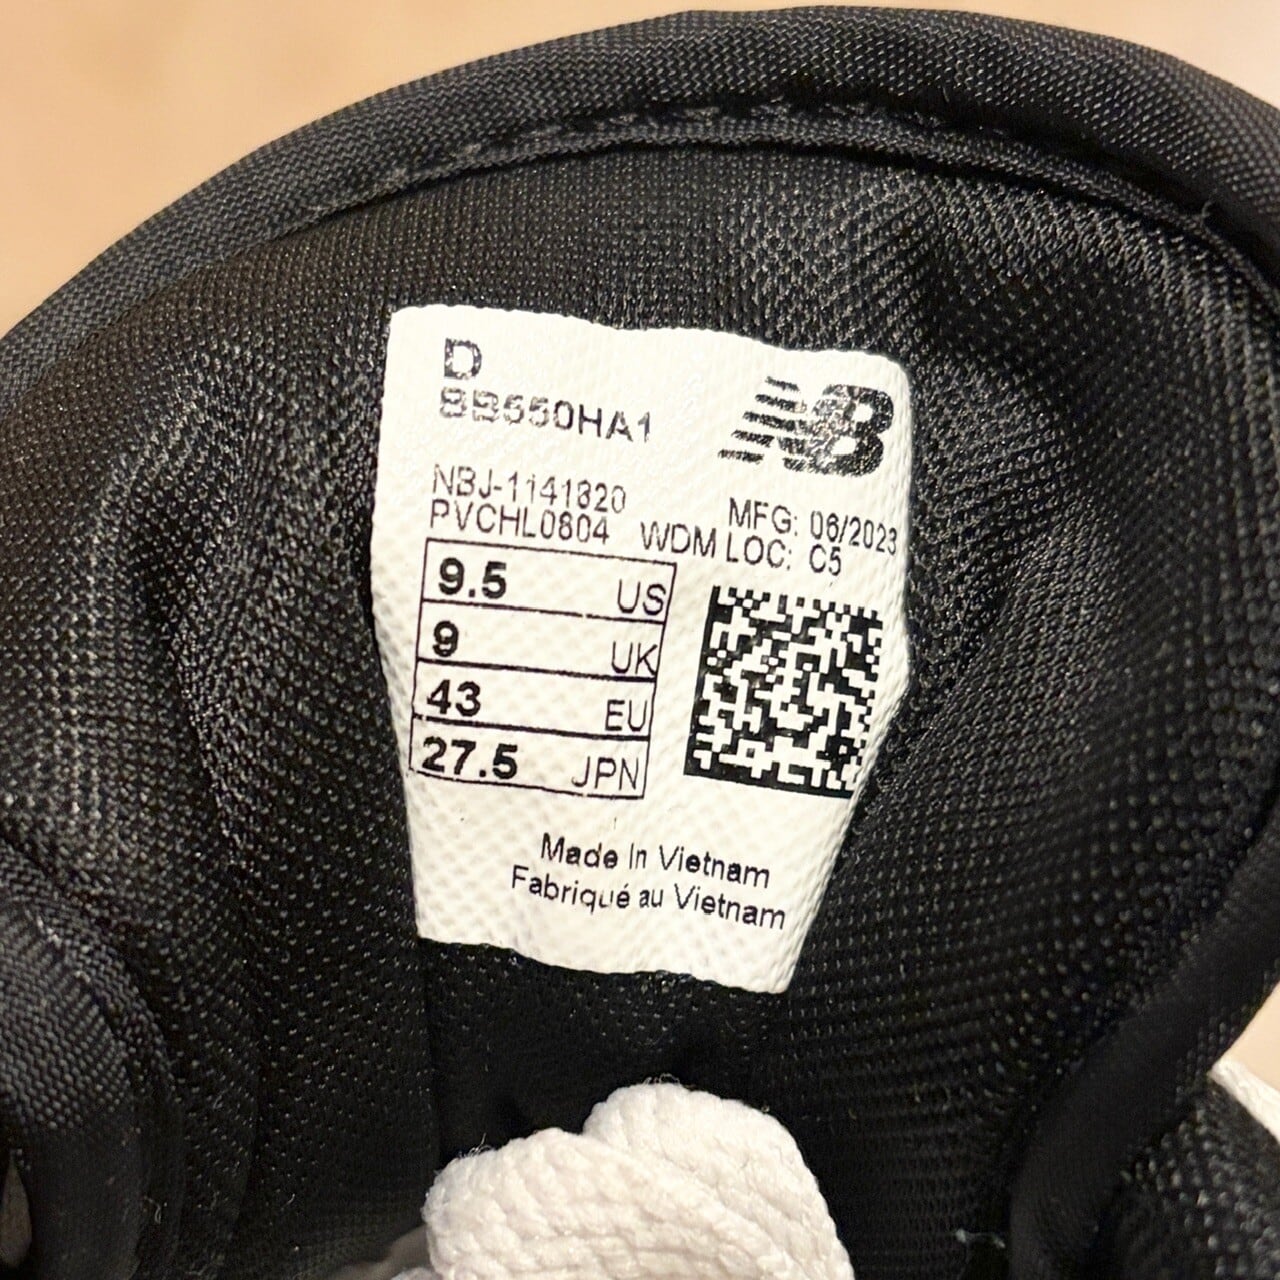 D
BB550HA1
NB
NBJ-1141820
PVCHL0804 WDM
MFG: 06/2023
LOC: C5
9.5 US
9 UK
43 EU
27.5 JPN
Made In Vietnam
Fabriqué au Vietnam